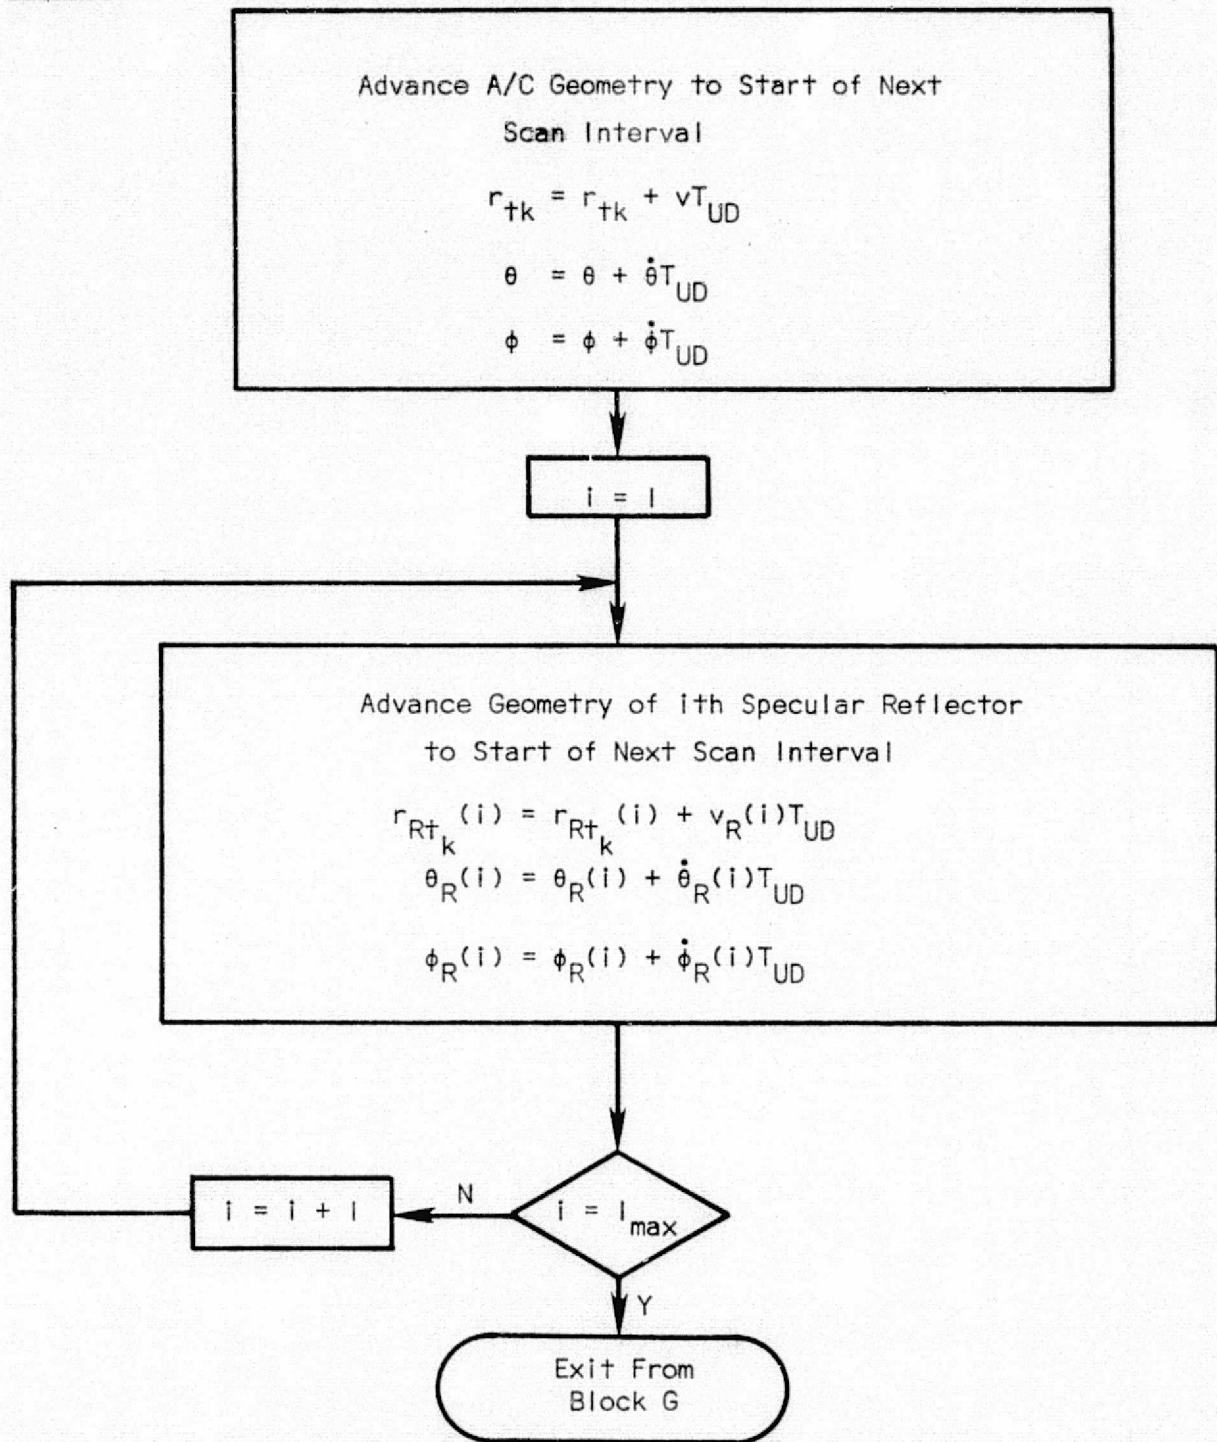 Advance A/C Geometry to Start of Next
Scan Interval
r_tk = r_tk + vT_UD
θ = θ + θ̇T_UD
ϕ = ϕ + ϕ̇T_UD
i = 1
Advance Geometry of ith Specular Reflector
to Start of Next Scan Interval
r_Rt_k(i) = r_Rt_k(i) + v_R(i)T_UD
θ_R(i) = θ_R(i) + θ̇_R(i)T_UD
ϕ_R(i) = ϕ_R(i) + ϕ̇_R(i)T_UD
i = i + 1
N
i = I_max
Y
Exit From
Block G